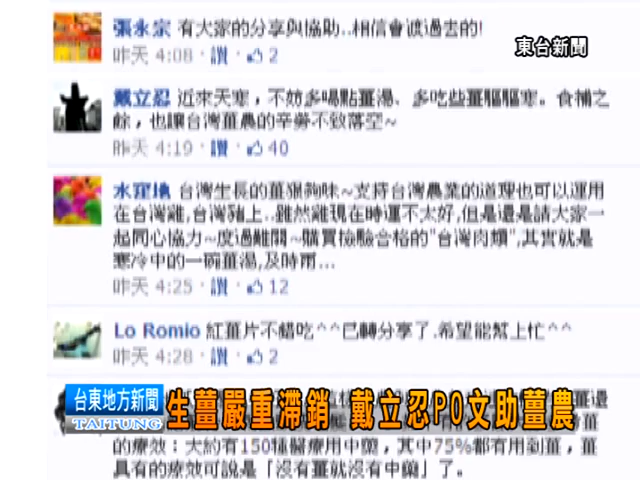 張永宗 有大家的分享與協助..相信會渡過去的!
昨天 4:08 · 讚 · 2
東台新聞
戴立忍 近來天寒，不妨多喝點薑湯、多吃些薑驅驅寒。食補之
餘，也讓台灣薑農的辛勞不致落空~
昨天 4:19 · 讚 · 40
水窪地 台灣生長的薑狠夠味~支持台灣農業的道理也可以運用
在台灣雞,台灣豬上..雖然雞現在時運不太好,但是還是請大家一
起同心協力~度過難關~購買檢驗合格的"台灣肉類",其實就是
寒冷中的一碗薑湯,及時雨...
昨天 4:25 · 讚 · 12
Lo Romio 紅薑片不錯吃^^已轉分享了.希望能幫上忙^^
昨天 4:28 · 讚 · 2
台東地方新聞
TAITUNG
生薑嚴重滯銷 戴立忍PO文助薑農
的療效：大約有150種醫療用中藥，其中75%都有用到薑，薑
具有的療效可說是「沒有薑就沒有中藥」了。